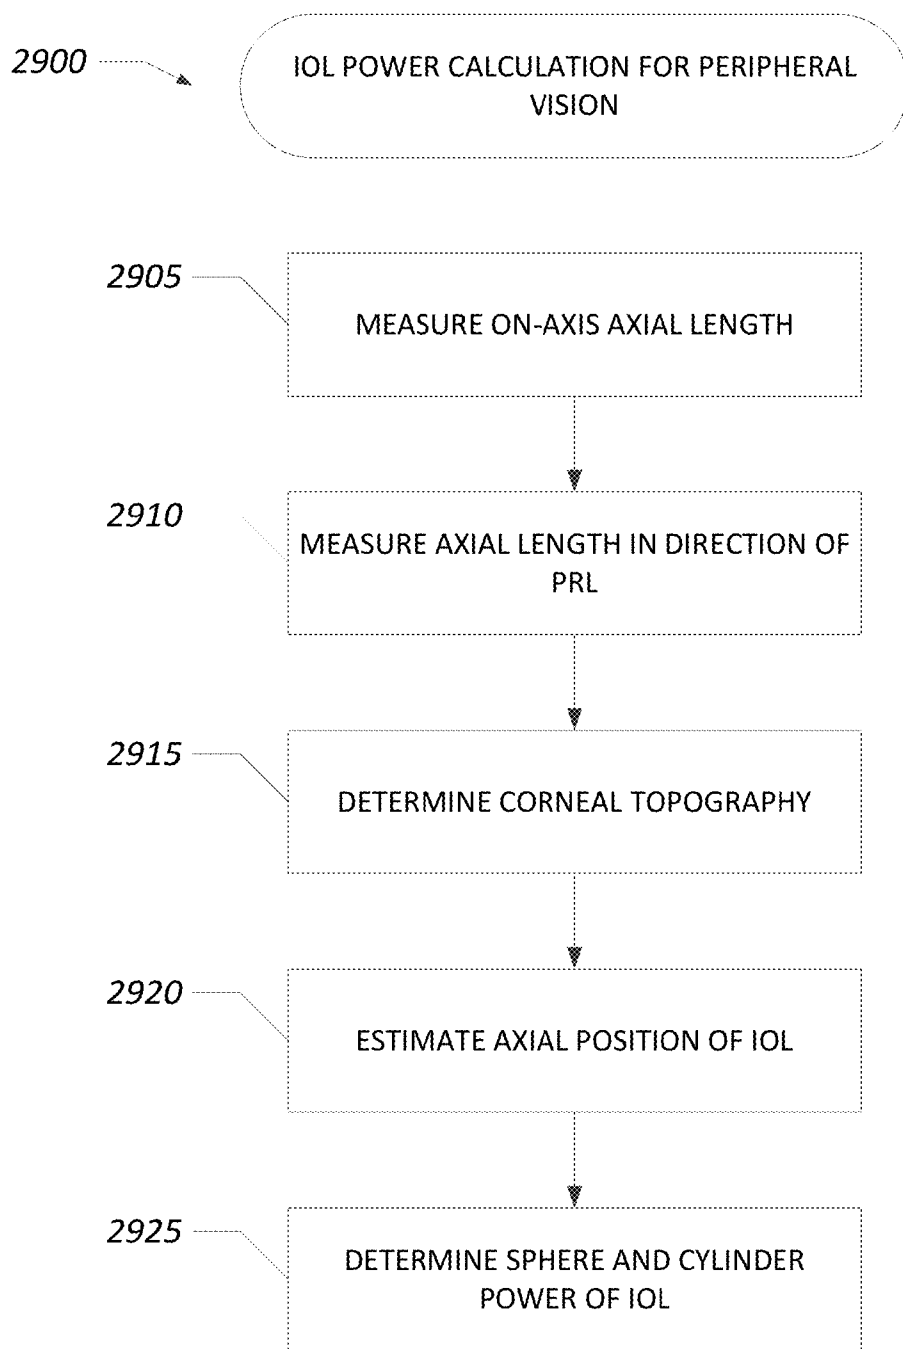 2900
IOL POWER CALCULATION FOR PERIPHERAL
VISION
2905
MEASURE ON-AXIS AXIAL LENGTH
2910
MEASURE AXIAL LENGTH IN DIRECTION OF
PRL
2915
DETERMINE CORNEAL TOPOGRAPHY
2920
ESTIMATE AXIAL POSITION OF IOL
2925
DETERMINE SPHERE AND CYLINDER
POWER OF IOL